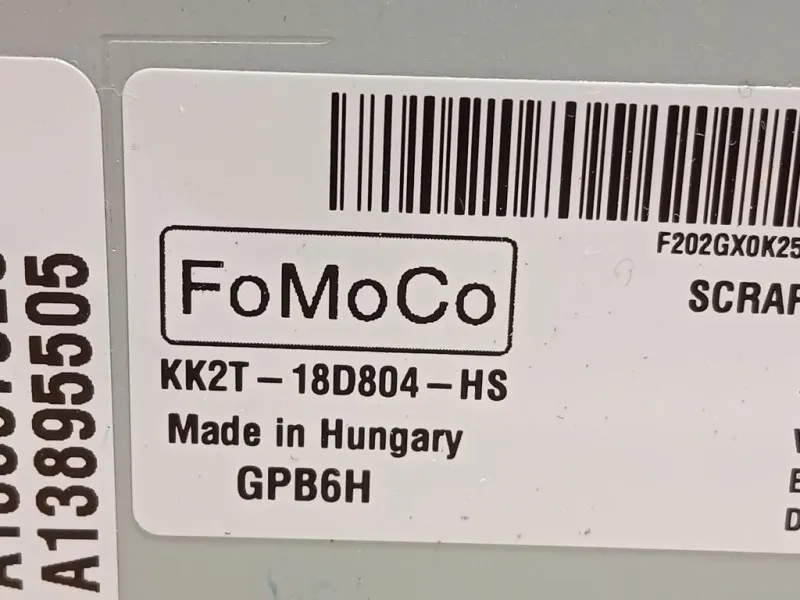 F202GX0K25
FoMoCo
SCRAP
KK2T-18D804-HS
Made in Hungary
GPB6H
A13895505